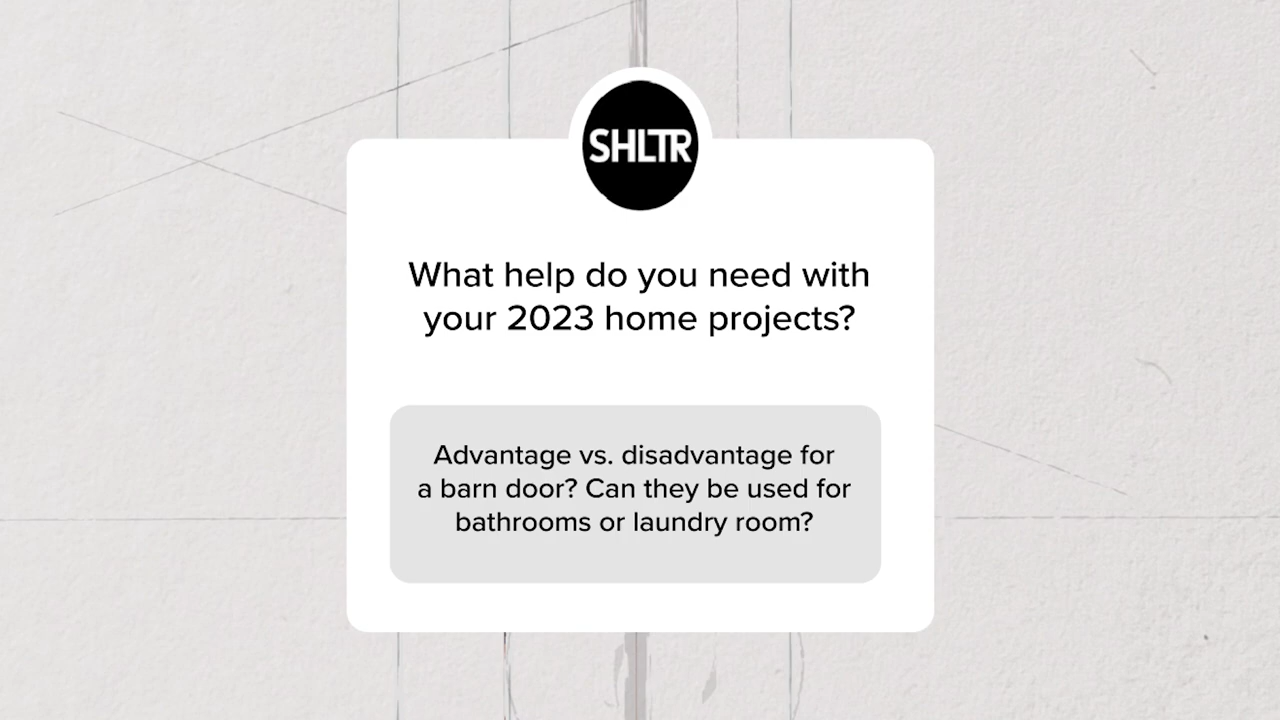 SHLTR
What help do you need with
your 2023 home projects?
Advantage vs. disadvantage for
a barn door? Can they be used for
bathrooms or laundry room?